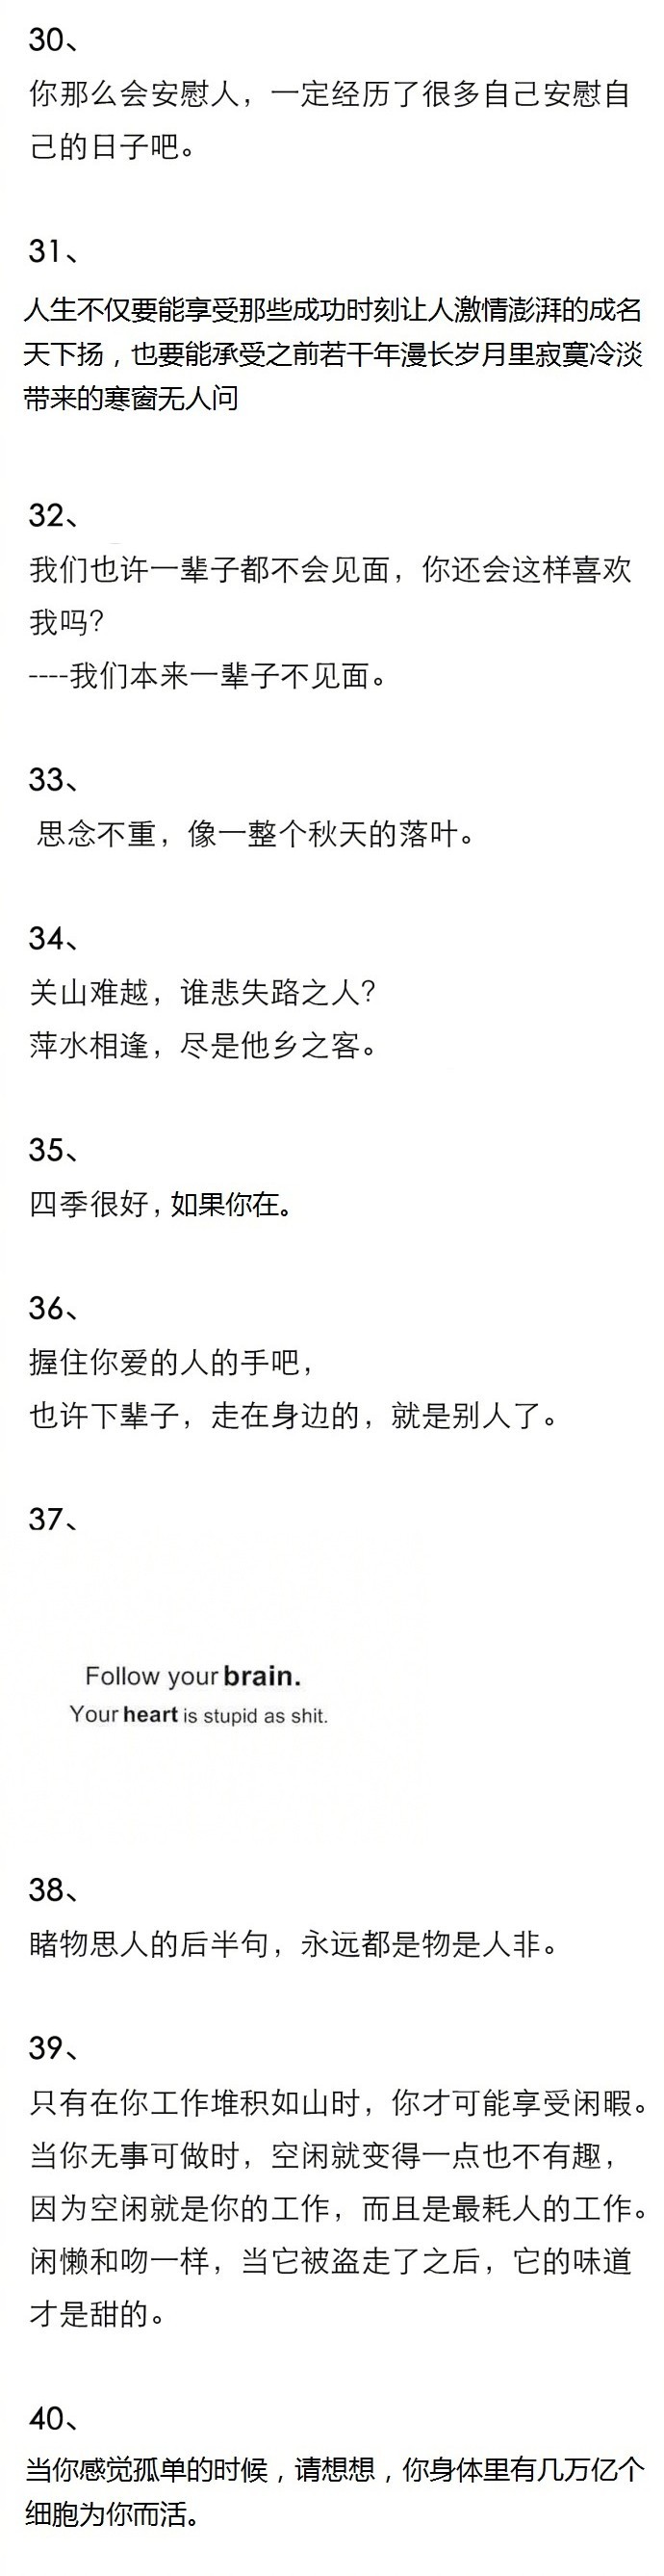 30、
你那么会安慰人，一定经历了很多自己安慰自
己的日子吧。
31、
人生不仅要能享受那些成功时刻让人激情澎湃的成名
天下扬，也要能承受之前若干年漫长岁月里寂寞冷淡
带来的寒窗无人问
32、
我们也许一辈子都不会见面，你还会这样喜欢
我吗？
----我们本来一辈子不见面。
33、
思念不重，像一整个秋天的落叶。
34、
关山难越，谁悲失路之人？
萍水相逢，尽是他乡之客。
35、
四季很好，如果你在。
36、
握住你爱的人的手吧，
也许下辈子，走在身边的，就是别人了。
37、
Follow your brain.
Your heart is stupid as shit.
38、
睹物思人的后半句，永远都是物是人非。
39、
只有在你工作堆积如山时，你才可能享受闲暇。
当你无事可做时，空闲就变得一点也不有趣，
因为空闲就是你的工作，而且是最耗人的工作。
闲懒和吻一样，当它被盗走了之后，它的味道
才是甜的。
40、
当你感觉孤单的时候，请想想，你身体里有几万亿个
细胞为你而活。